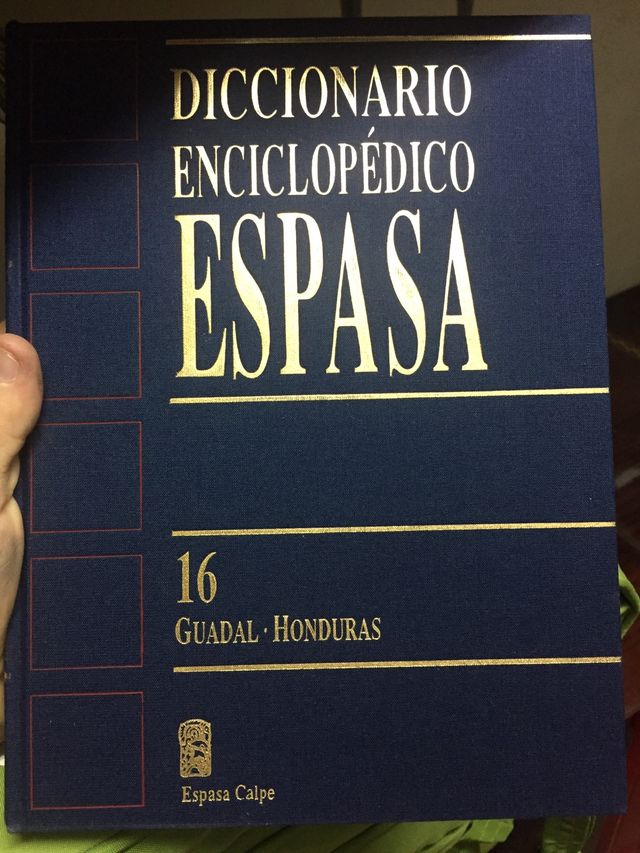 DICCIONARIO
ENCICLOPÉDICO
ESPASA
16
GUADAL · HONDURAS
Espasa Calpe